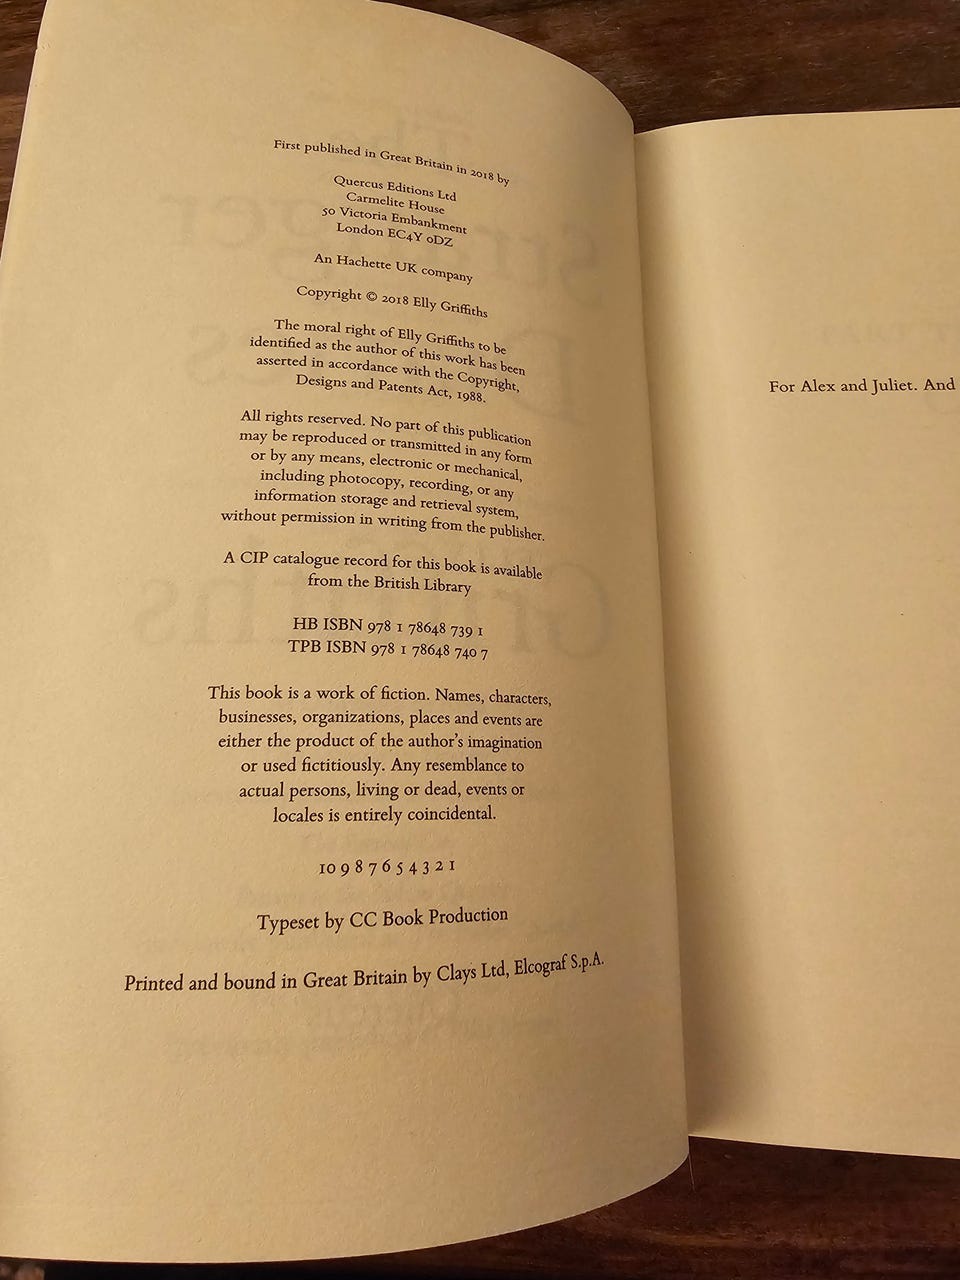 First published in Great Britain in 2018 by
Quercus Editions Ltd
Carmelite House
50 Victoria Embankment
London EC4Y 0DZ
An Hachette UK company
Copyright © 2018 Elly Griffiths
The moral right of Elly Griffiths to be
identified as the author of this work has been
asserted in accordance with the Copyright,
Designs and Patents Act, 1988.
All rights reserved. No part of this publication
may be reproduced or transmitted in any form
or by any means, electronic or mechanical,
including photocopy, recording, or any
information storage and retrieval system,
without permission in writing from the publisher.
A CIP catalogue record for this book is available
from the British Library
HB ISBN 978 1 78648 739 1
TPB ISBN 978 1 78648 740 7
This book is a work of fiction. Names, characters,
businesses, organizations, places and events are
either the product of the author's imagination
or used fictitiously. Any resemblance to
actual persons, living or dead, events or
locales is entirely coincidental.
10 9 8 7 6 5 4 3 2 1
Typeset by CC Book Production
Printed and bound in Great Britain by Clays Ltd, Elcograf S.p.A.
For Alex and Juliet. And